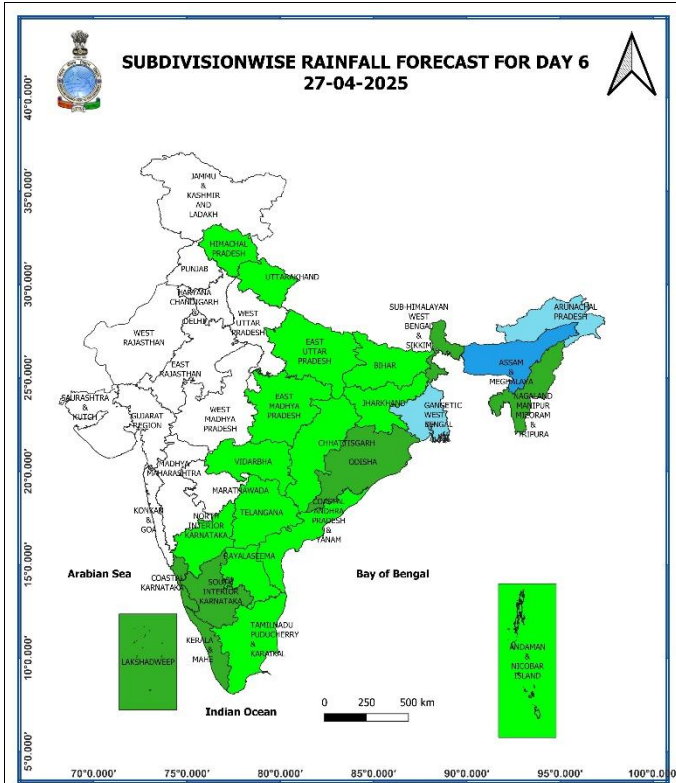 SUBDIVISIONWISE RAINFALL FORECAST FOR DAY 6
27-04-2025
40°0.000'
35°0.000'
30°0.000'
25°0.000'
20°0.000'
15°0.000'
10°0.000'
5°0.000'
JAMMU
&
KASHMIR
AND
LADAKH
HIMACHAL
PRADESH
PUNJAB
UTTARAKHAND
HARYANA
CHANDIGARH
&
DELHI
WEST
UTTAR
PRADESH
WEST
RAJASTHAN
EAST
RAJASTHAN
EAST
UTTAR
PRADESH
BIHAR
SUB-HIMALAYAN
WEST
BENGAL
&
SIKKIM
ARUNACHAL
PRADESH
ASSAM
&
MEGHALAYA
NAGALAND
MANIPUR
MIZORAM
&
TRIPURA
SAURASHTRA
&
KUTCH
GUJARAT
REGION
WEST
MADHYA
PRADESH
EAST
MADHYA
PRADESH
JHARKHAND
GANGETIC
WEST
BENGAL
CHHATTISGARH
ODISHA
VIDARBHA
MADHYA
MAHARASHTRA
MARATHAWADA
KONKAN
&
GOA
NORTH
INTERIOR
KARNATAKA
TELANGANA
COASTAL
ANDHRA
PRADESH
&
YANAM
RAYALASEEMA
COASTAL
KARNATAKA
SOUTH
INTERIOR
KARNATAKA
TAMILNADU
PUDUCHERRY
&
KARAIKAL
KERALA
&
MAHE
LAKSHADWEEP
ANDAMAN
&
NICOBAR
ISLAND
Arabian Sea
Bay of Bengal
Indian Ocean
0 250 500 km
70°0.000' 75°0.000' 80°0.000' 85°0.000' 90°0.000' 95°0.000' 100°0.000'